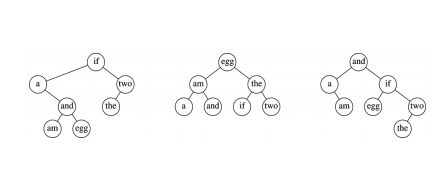 if egg and
a two am the a if
and the a and if two am egg two
am egg the